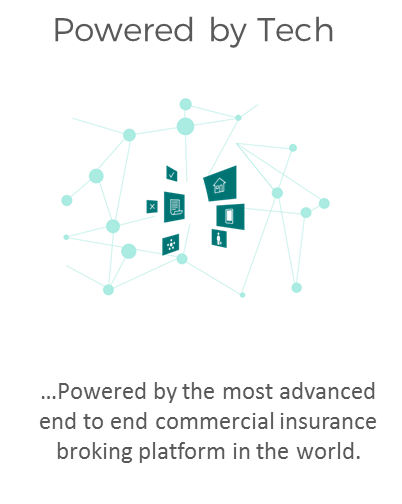 Powered by Tech
...Powered by the most advanced
end to end commercial insurance
broking platform in the world.